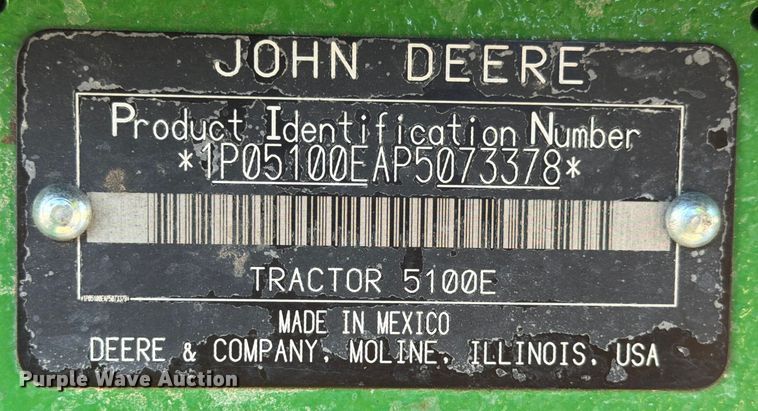 JOHN DEERE
Product Identification Number
*1P05100EAP5073378*
TRACTOR 5100E
*1P05100EAP5073378*
MADE IN MEXICO
DEERE & COMPANY, MOLINE, ILLINOIS, USA
Purple Wave Auction